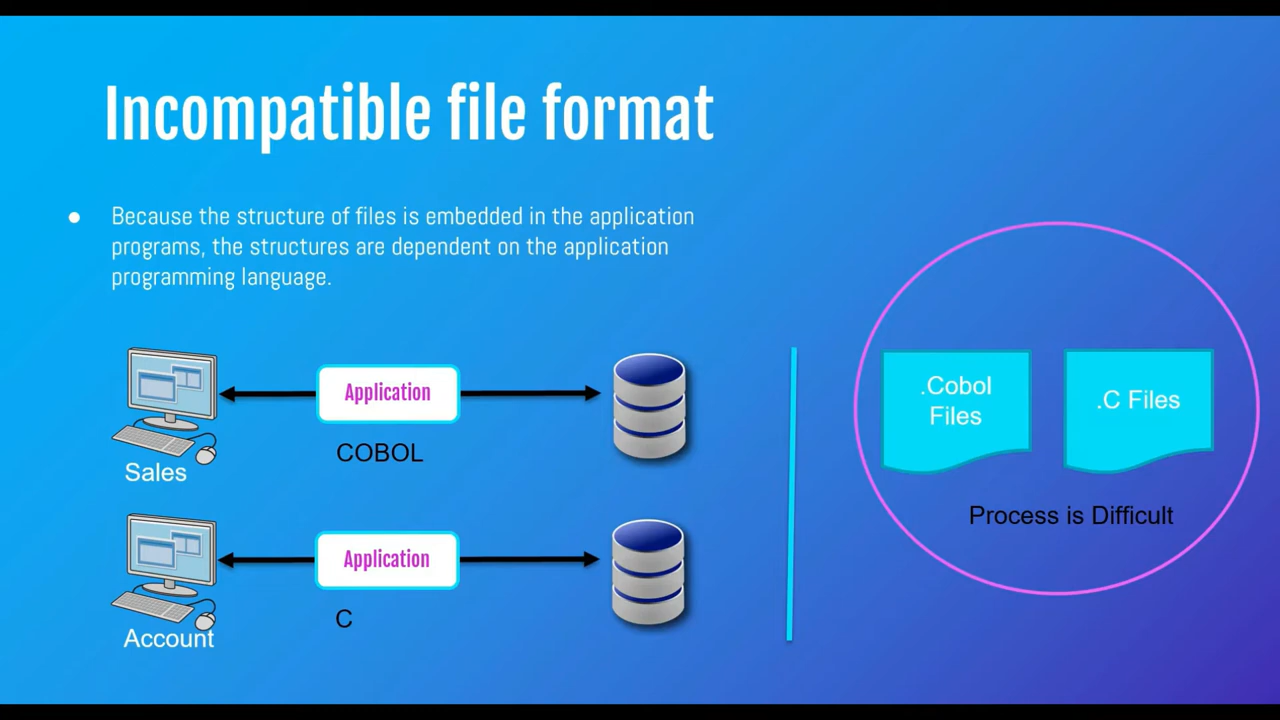 Incompatible file format
● Because the structure of files is embedded in the application
programs, the structures are dependent on the application
programming language.
Application
COBOL
Sales
Application
C
Account
.Cobol
Files
.C Files
Process is Difficult